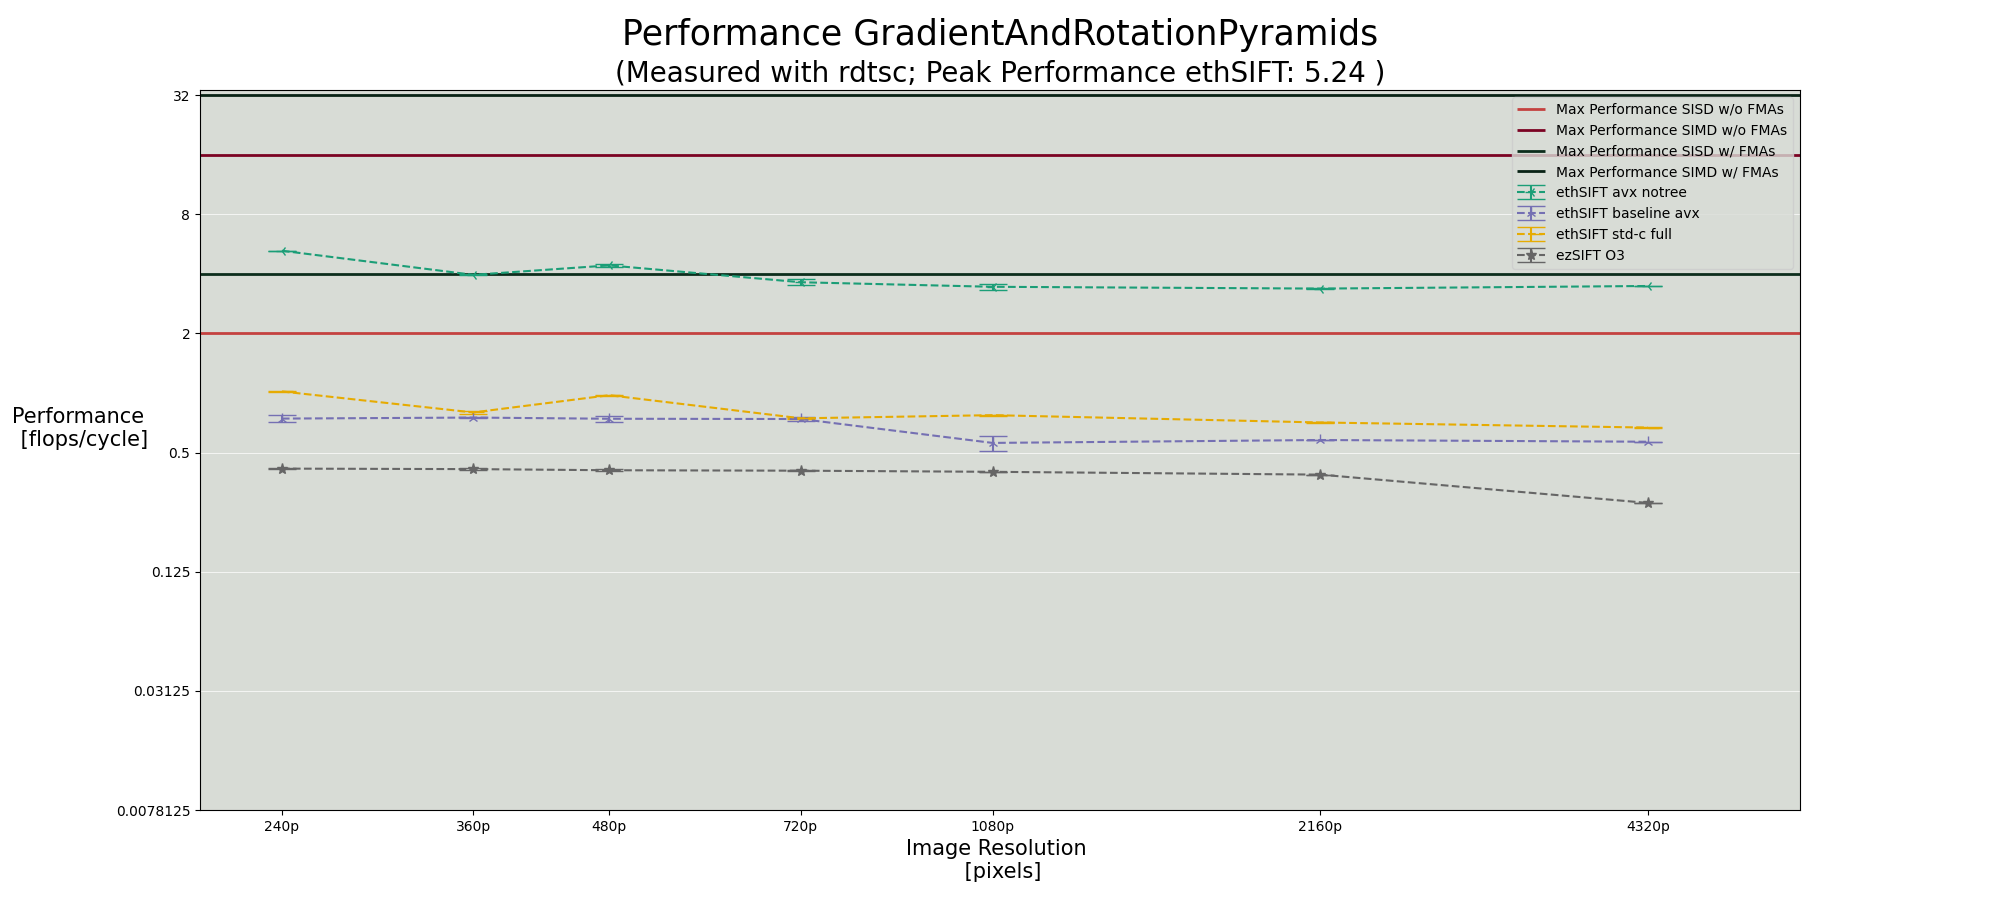 Performance GradientAndRotationPyramids
(Measured with rdtsc; Peak Performance ethSIFT: 5.24 )
32
8
2
0.5
0.125
0.03125
0.0078125
Performance
[flops/cycle]
Max Performance SISD w/o FMAs
Max Performance SIMD w/o FMAs
Max Performance SISD w/ FMAs
Max Performance SIMD w/ FMAs
ethSIFT avx notree
ethSIFT baseline avx
ethSIFT std-c full
ezSIFT O3
240p
360p
480p
720p
1080p
2160p
4320p
Image Resolution
[pixels]